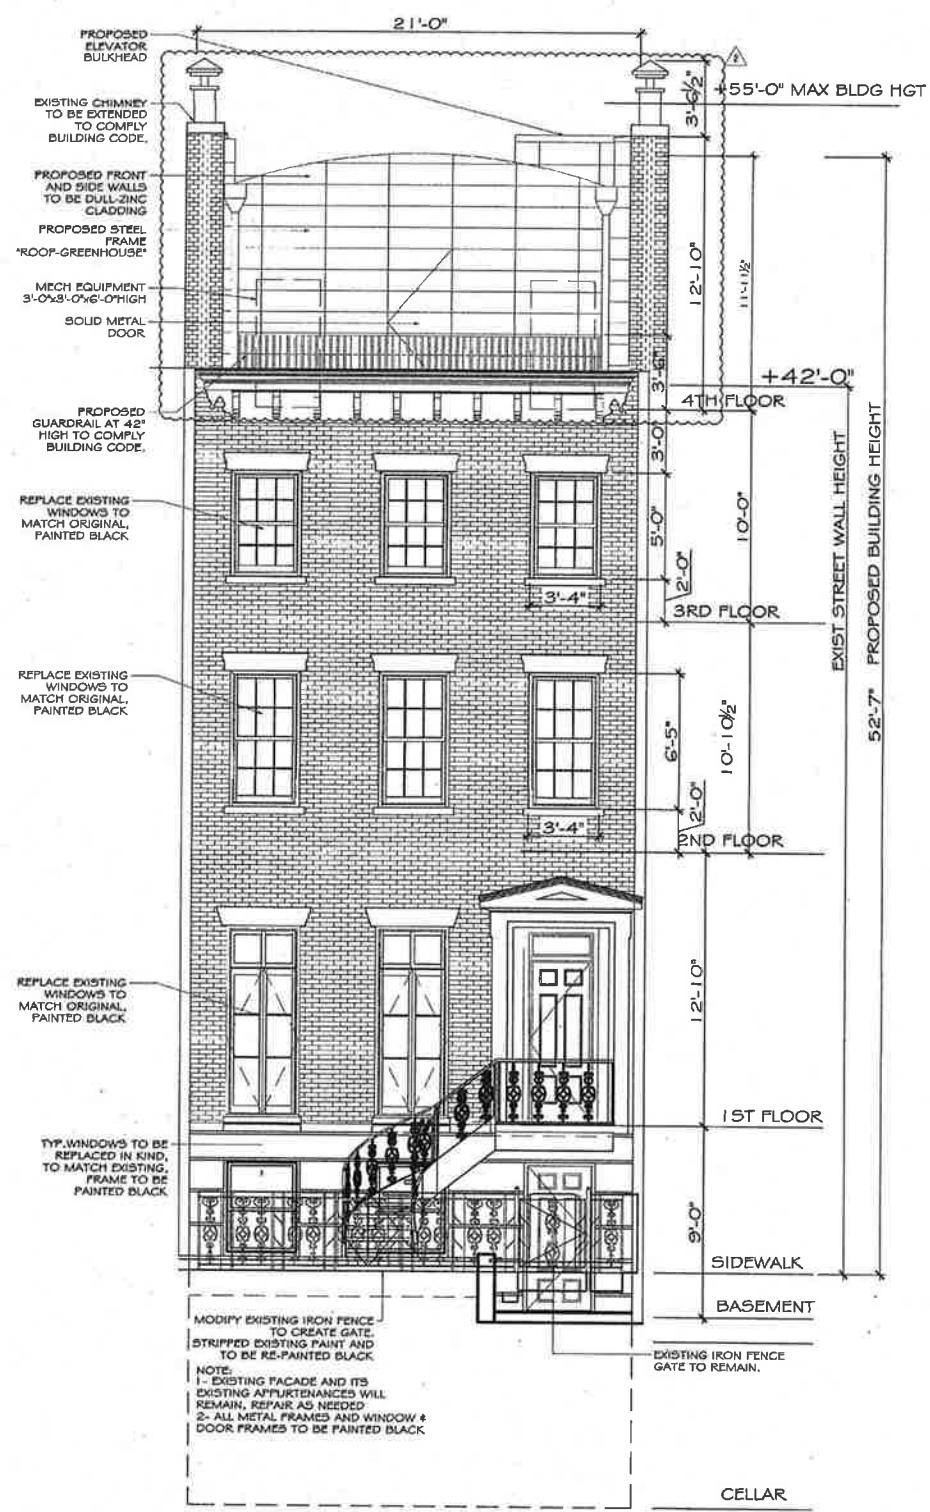 21'-0"
PROPOSED
ELEVATOR
BULKHEAD
2
+55'-0" MAX BLDG HGT
3'-6½"
EXISTING CHIMNEY
TO BE EXTENDED
TO COMPLY
BUILDING CODE.
PROPOSED FRONT
AND SIDE WALLS
TO BE DULL-ZINC
CLADDING
PROPOSED STEEL
FRAME
"ROOF-GREENHOUSE"
MECH EQUIPMENT
3'-0"x3'-0"x6'-0"HIGH
SOLID METAL
DOOR
12'-10"
11'-11½"
3'-6"
+42'-0"
4TH FLOOR
PROPOSED
GUARDRAIL AT 42"
HIGH TO COMPLY
BUILDING CODE.
3'-0"
REPLACE EXISTING
WINDOWS TO
MATCH ORIGINAL,
PAINTED BLACK
5'-0"
10'-0"
2'-0"
3'-4"
3RD FLOOR
EXIST STREET WALL HEIGHT
52'-7" PROPOSED BUILDING HEIGHT
REPLACE EXISTING
WINDOWS TO
MATCH ORIGINAL,
PAINTED BLACK
6'-5"
10'-10½"
2'-0"
3'-4"
2ND FLOOR
REPLACE EXISTING
WINDOWS TO
MATCH ORIGINAL,
PAINTED BLACK
12'-10"
1ST FLOOR
TYP. WINDOWS TO BE
REPLACED IN KIND,
TO MATCH EXISTING,
FRAME TO BE
PAINTED BLACK
9'-0"
SIDEWALK
BASEMENT
MODIFY EXISTING IRON FENCE
TO CREATE GATE.
STRIPPED EXISTING PAINT AND
TO BE RE-PAINTED BLACK
EXISTING IRON FENCE
GATE TO REMAIN.
NOTE:
1- EXISTING FACADE AND ITS
EXISTING APPURTENANCES WILL
REMAIN, REPAIR AS NEEDED
2- ALL METAL FRAMES AND WINDOW &
DOOR FRAMES TO BE PAINTED BLACK
CELLAR